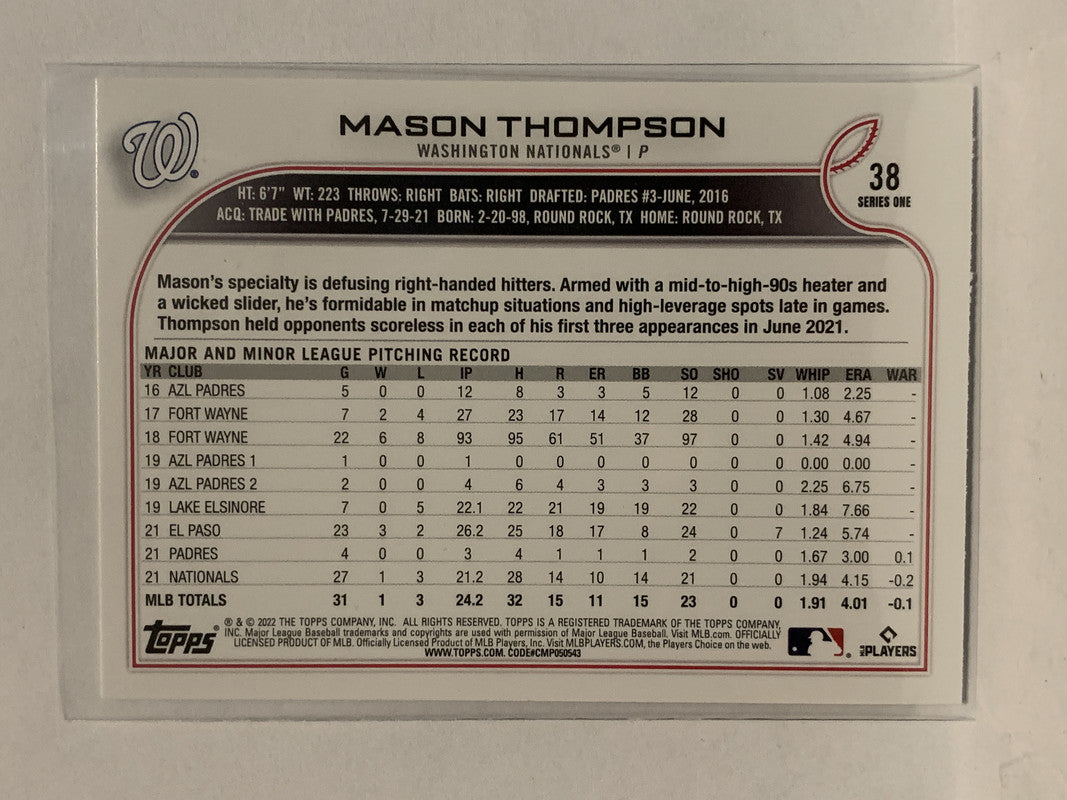 W
MASON THOMPSON
WASHINGTON NATIONALS® | P
38
SERIES ONE
HT: 6'7" WT: 223 THROWS: RIGHT BATS: RIGHT DRAFTED: PADRES #3-JUNE, 2016
ACQ: TRADE WITH PADRES, 7-29-21 BORN: 2-20-98, ROUND ROCK, TX HOME: ROUND ROCK, TX
Mason's specialty is defusing right-handed hitters. Armed with a mid-to-high-90s heater and
a wicked slider, he's formidable in matchup situations and high-leverage spots late in games.
Thompson held opponents scoreless in each of his first three appearances in June 2021.
MAJOR AND MINOR LEAGUE PITCHING RECORD
YR CLUB G W L IP H R ER BB SO SHO SV WHIP ERA WAR
16 AZL PADRES 5 0 0 12 8 3 3 5 12 0 0 1.08 2.25 -
17 FORT WAYNE 7 2 4 27 23 17 14 12 28 0 0 1.30 4.67 -
18 FORT WAYNE 22 6 8 93 95 61 51 37 97 0 0 1.42 4.94 -
19 AZL PADRES 1 1 0 0 1 0 0 0 0 0 0 0 0.00 0.00 -
19 AZL PADRES 2 2 0 0 4 6 4 3 3 3 0 0 2.25 6.75 -
19 LAKE ELSINORE 7 0 5 22.1 22 21 19 19 22 0 0 1.84 7.66 -
21 EL PASO 23 3 2 26.2 25 18 17 8 24 0 7 1.24 5.74 -
21 PADRES 4 0 0 3 4 1 1 1 2 0 0 1.67 3.00 0.1
21 NATIONALS 27 1 3 21.2 28 14 10 14 21 0 0 1.94 4.15 -0.2
MLB TOTALS 31 1 3 24.2 32 15 11 15 23 0 0 1.91 4.01 -0.1
TOPPS®
® & © 2022 THE TOPPS COMPANY, INC. ALL RIGHTS RESERVED. TOPPS IS A REGISTERED TRADEMARK OF THE TOPPS COMPANY,
INC. Major League Baseball trademarks and copyrights are used with permission of Major League Baseball. Visit MLB.com. OFFICIALLY
LICENSED PRODUCT OF MLB. Officially Licensed Product of MLB Players, Inc. Visit MLBPLAYERS.COM, the Players Choice on the web.
WWW.TOPPS.COM. CODE#CMP050543
MLB PLAYERS